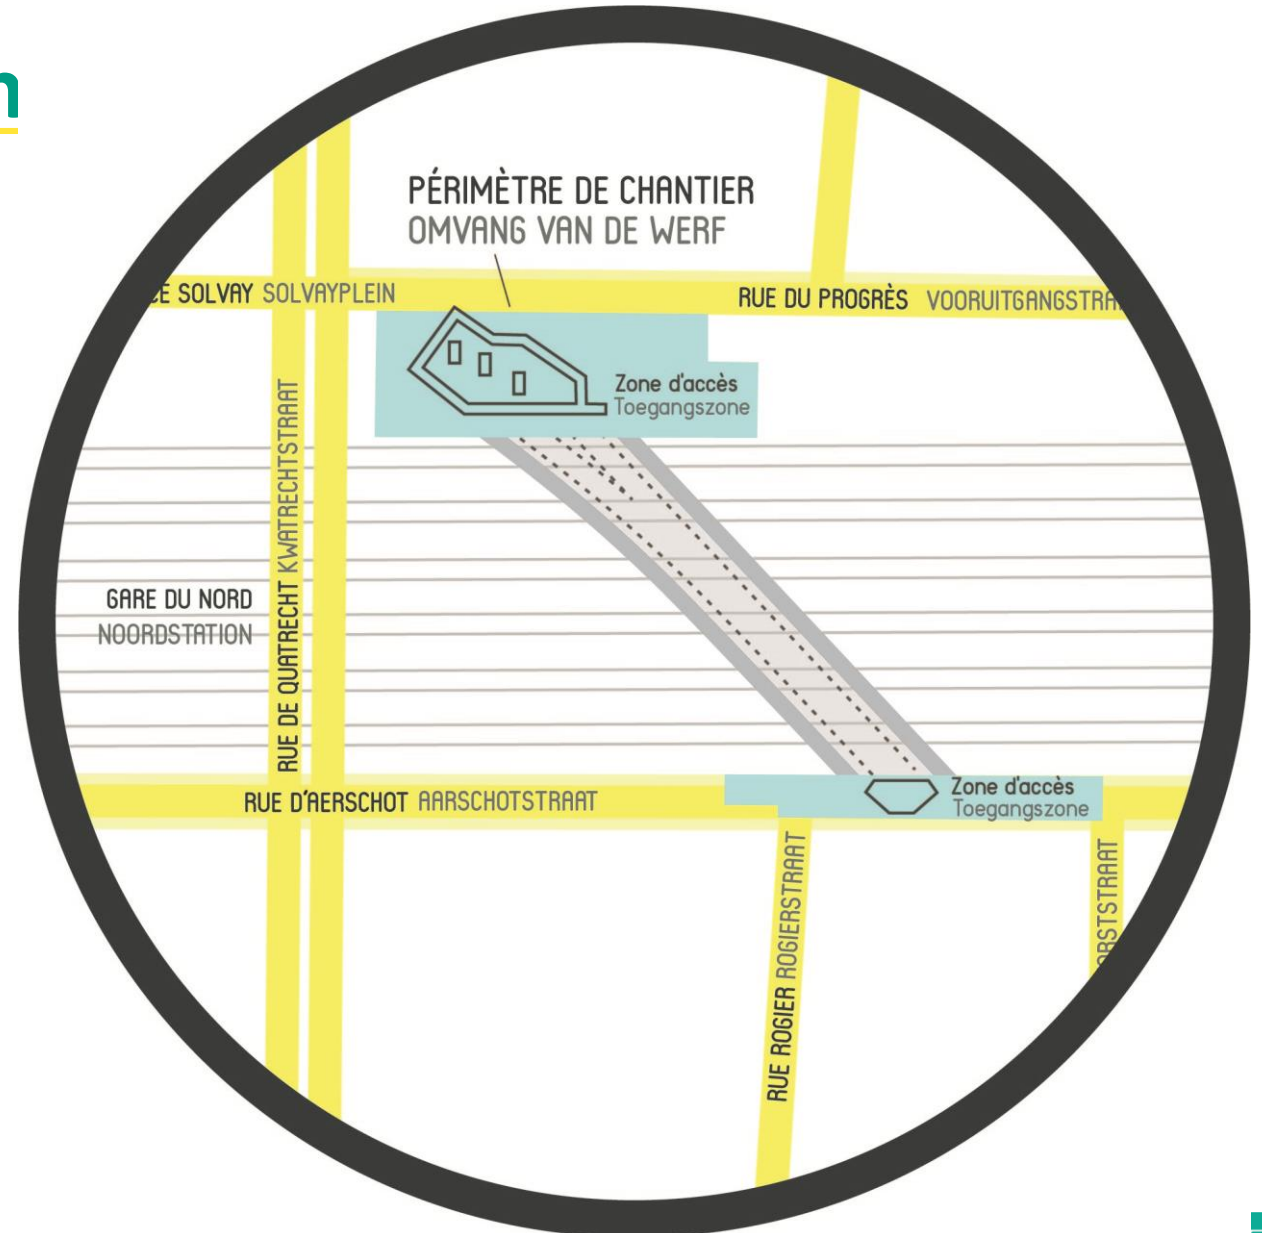 PÉRIMÈTRE DE CHANTIER
OMVANG VAN DE WERF
SOLVAY SOLVAYPLEIN
RUE DU PROGRÈS VOORUITGANGSTRA
Zone d'accès
Toegangszone
RUE DE QUATRECHT KWATRECHTSTRAAT
GARE DU NORD
NOORDSTATION
RUE D'AERSCHOT AARSCHOTSTRAAT
Zone d'accès
Toegangszone
RUE ROGIER ROGIERSTRAAT